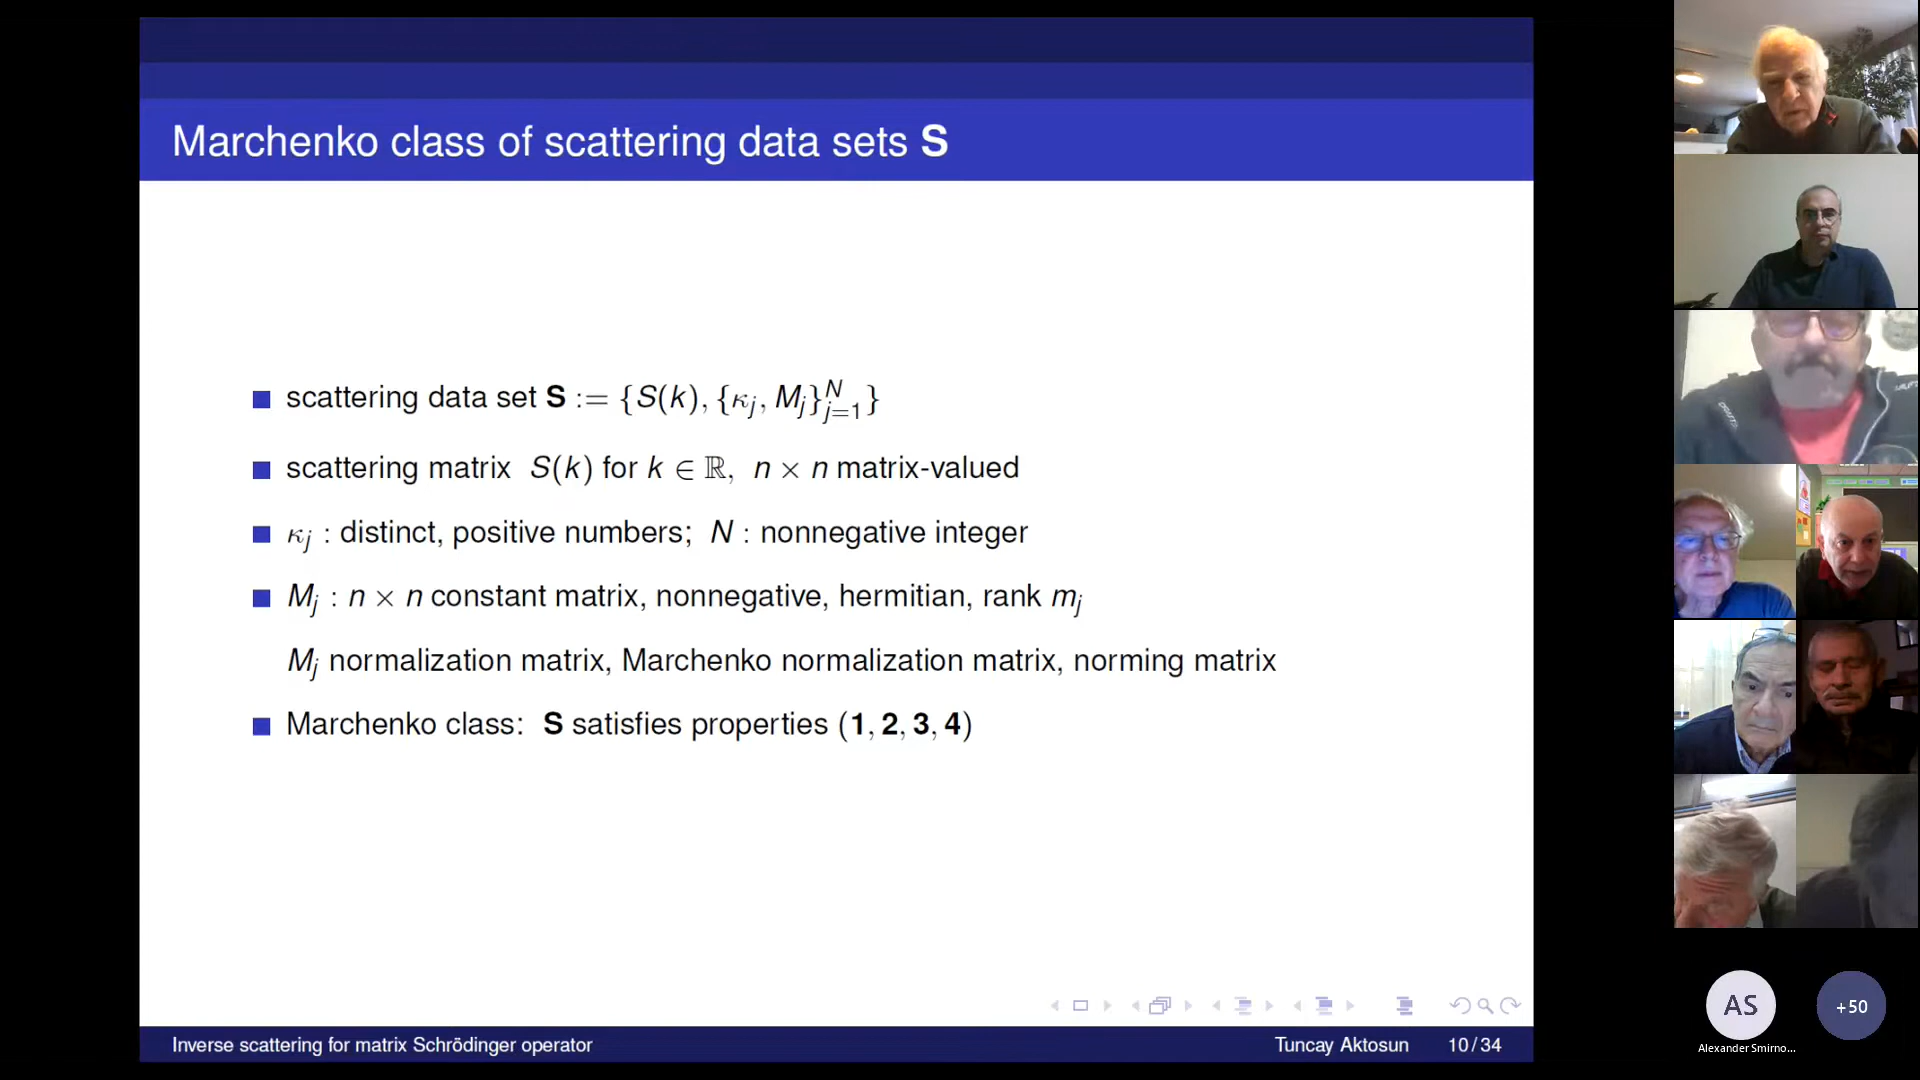 Marchenko class of scattering data sets S
scattering data set S := {S(k), {κⱼ, Mⱼ}ᴺⱼ₌₁}
scattering matrix S(k) for k ∈ ℝ, n × n matrix-valued
κⱼ : distinct, positive numbers; N : nonnegative integer
Mⱼ : n × n constant matrix, nonnegative, hermitian, rank mⱼ
Mⱼ normalization matrix, Marchenko normalization matrix, norming matrix
Marchenko class: S satisfies properties (1, 2, 3, 4)
Inverse scattering for matrix Schrödinger operator
Tuncay Aktosun 10/34
AS
+50
Alexander Smirno...